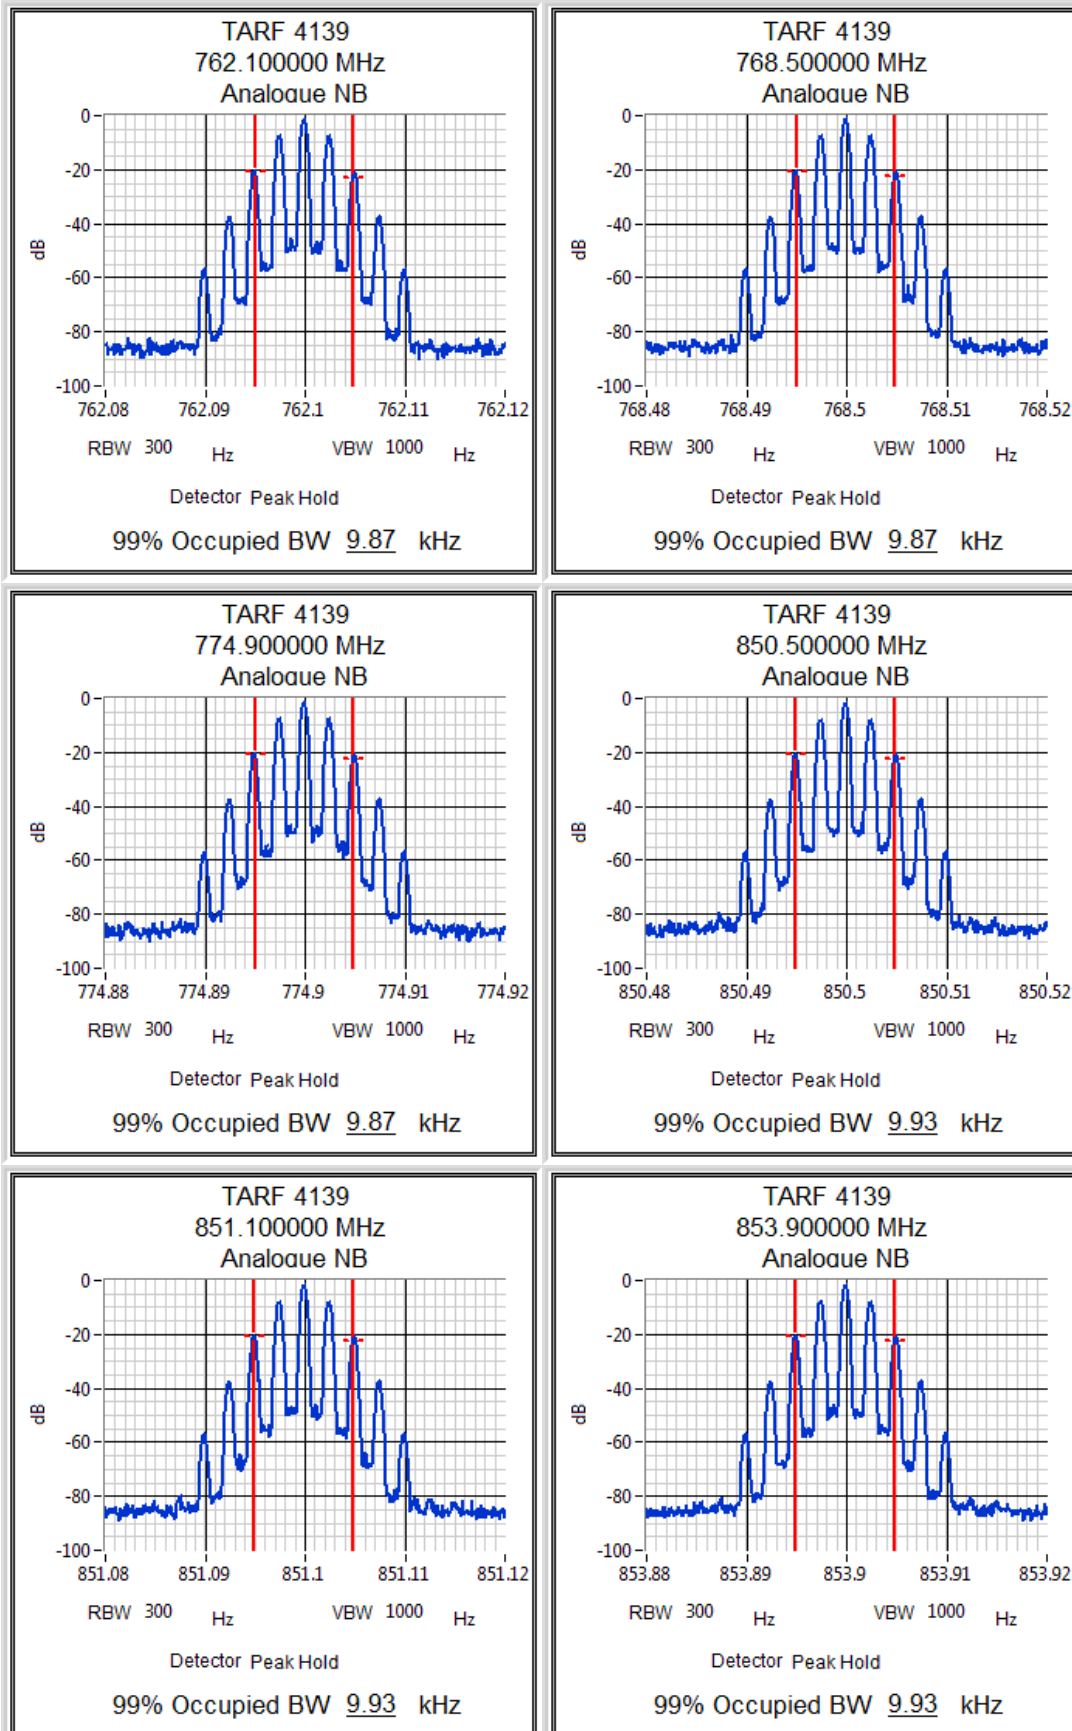 TARF 4139
762.100000 MHz
Analogue NB
0
-20
-40
-60
-80
-100
dB
762.08 762.09 762.1 762.11 762.12
RBW 300 Hz VBW 1000 Hz
Detector Peak Hold
99% Occupied BW 9.87 kHz
TARF 4139
768.500000 MHz
Analogue NB
0
-20
-40
-60
-80
-100
dB
768.48 768.49 768.5 768.51 768.52
RBW 300 Hz VBW 1000 Hz
Detector Peak Hold
99% Occupied BW 9.87 kHz
TARF 4139
774.900000 MHz
Analogue NB
0
-20
-40
-60
-80
-100
dB
774.88 774.89 774.9 774.91 774.92
RBW 300 Hz VBW 1000 Hz
Detector Peak Hold
99% Occupied BW 9.87 kHz
TARF 4139
850.500000 MHz
Analogue NB
0
-20
-40
-60
-80
-100
dB
850.48 850.49 850.5 850.51 850.52
RBW 300 Hz VBW 1000 Hz
Detector Peak Hold
99% Occupied BW 9.93 kHz
TARF 4139
851.100000 MHz
Analogue NB
0
-20
-40
-60
-80
-100
dB
851.08 851.09 851.1 851.11 851.12
RBW 300 Hz VBW 1000 Hz
Detector Peak Hold
99% Occupied BW 9.93 kHz
TARF 4139
853.900000 MHz
Analogue NB
0
-20
-40
-60
-80
-100
dB
853.88 853.89 853.9 853.91 853.92
RBW 300 Hz VBW 1000 Hz
Detector Peak Hold
99% Occupied BW 9.93 kHz